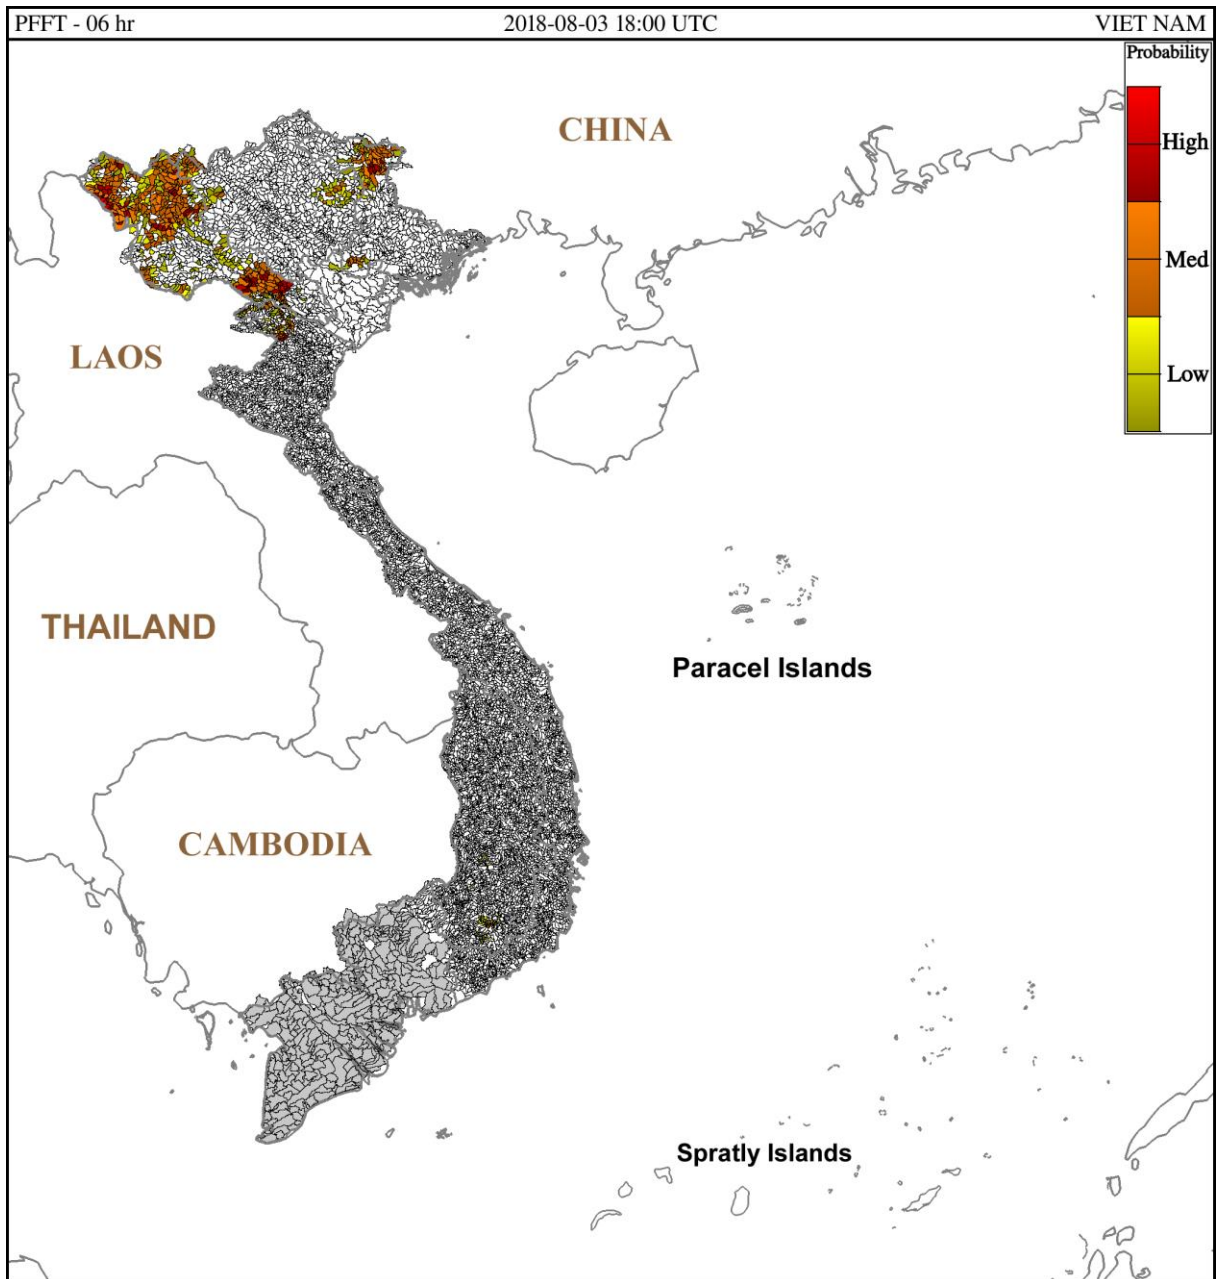 PFFT - 06 hr
2018-08-03 18:00 UTC
VIET NAM
Probability
High
Med
Low
CHINA
LAOS
THAILAND
Paracel Islands
CAMBODIA
Spratly Islands